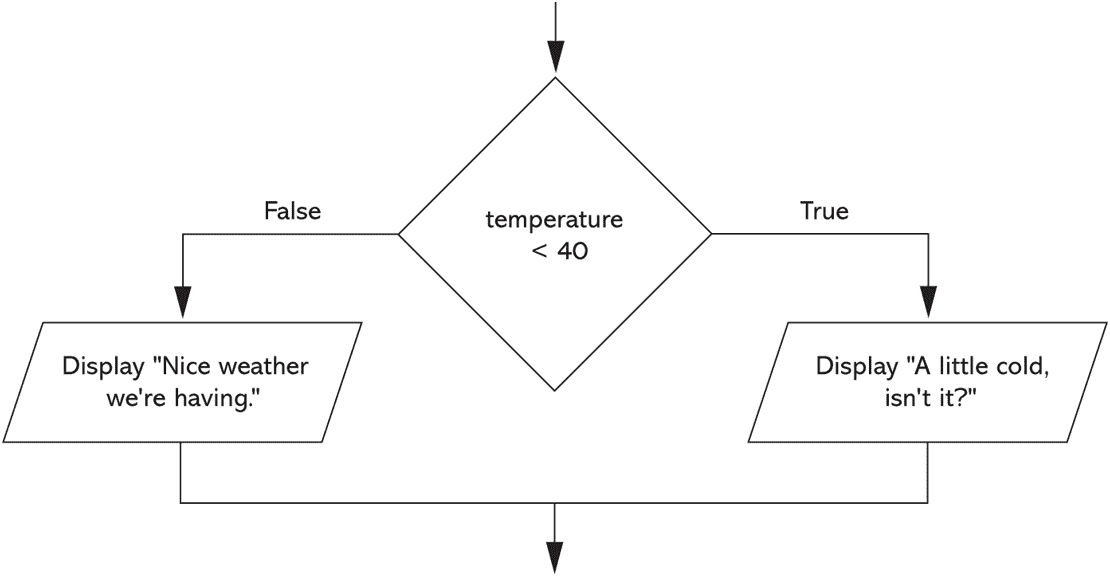 False
True
temperature
< 40
Display "Nice weather
we're having."
Display "A little cold,
isn't it?"